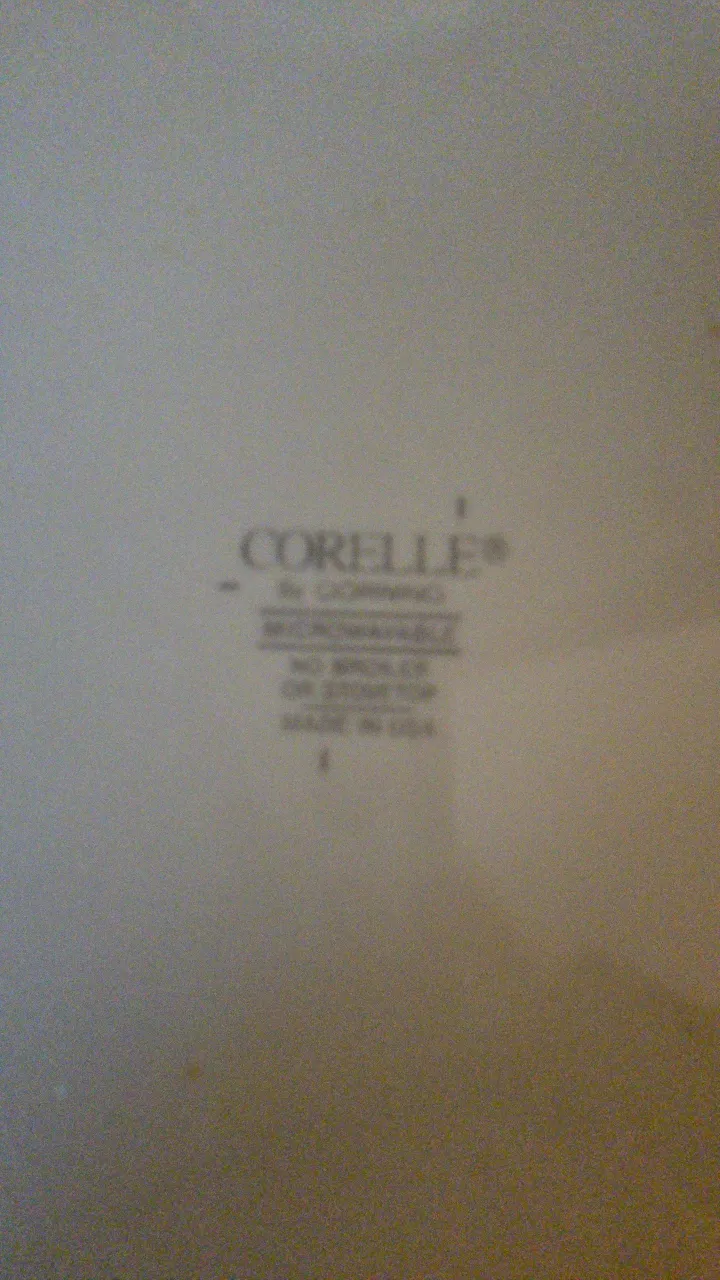 CORELLE®
By CORNING
MICROWAVABLE
NO BROILER
OR STOVETOP
MADE IN USA